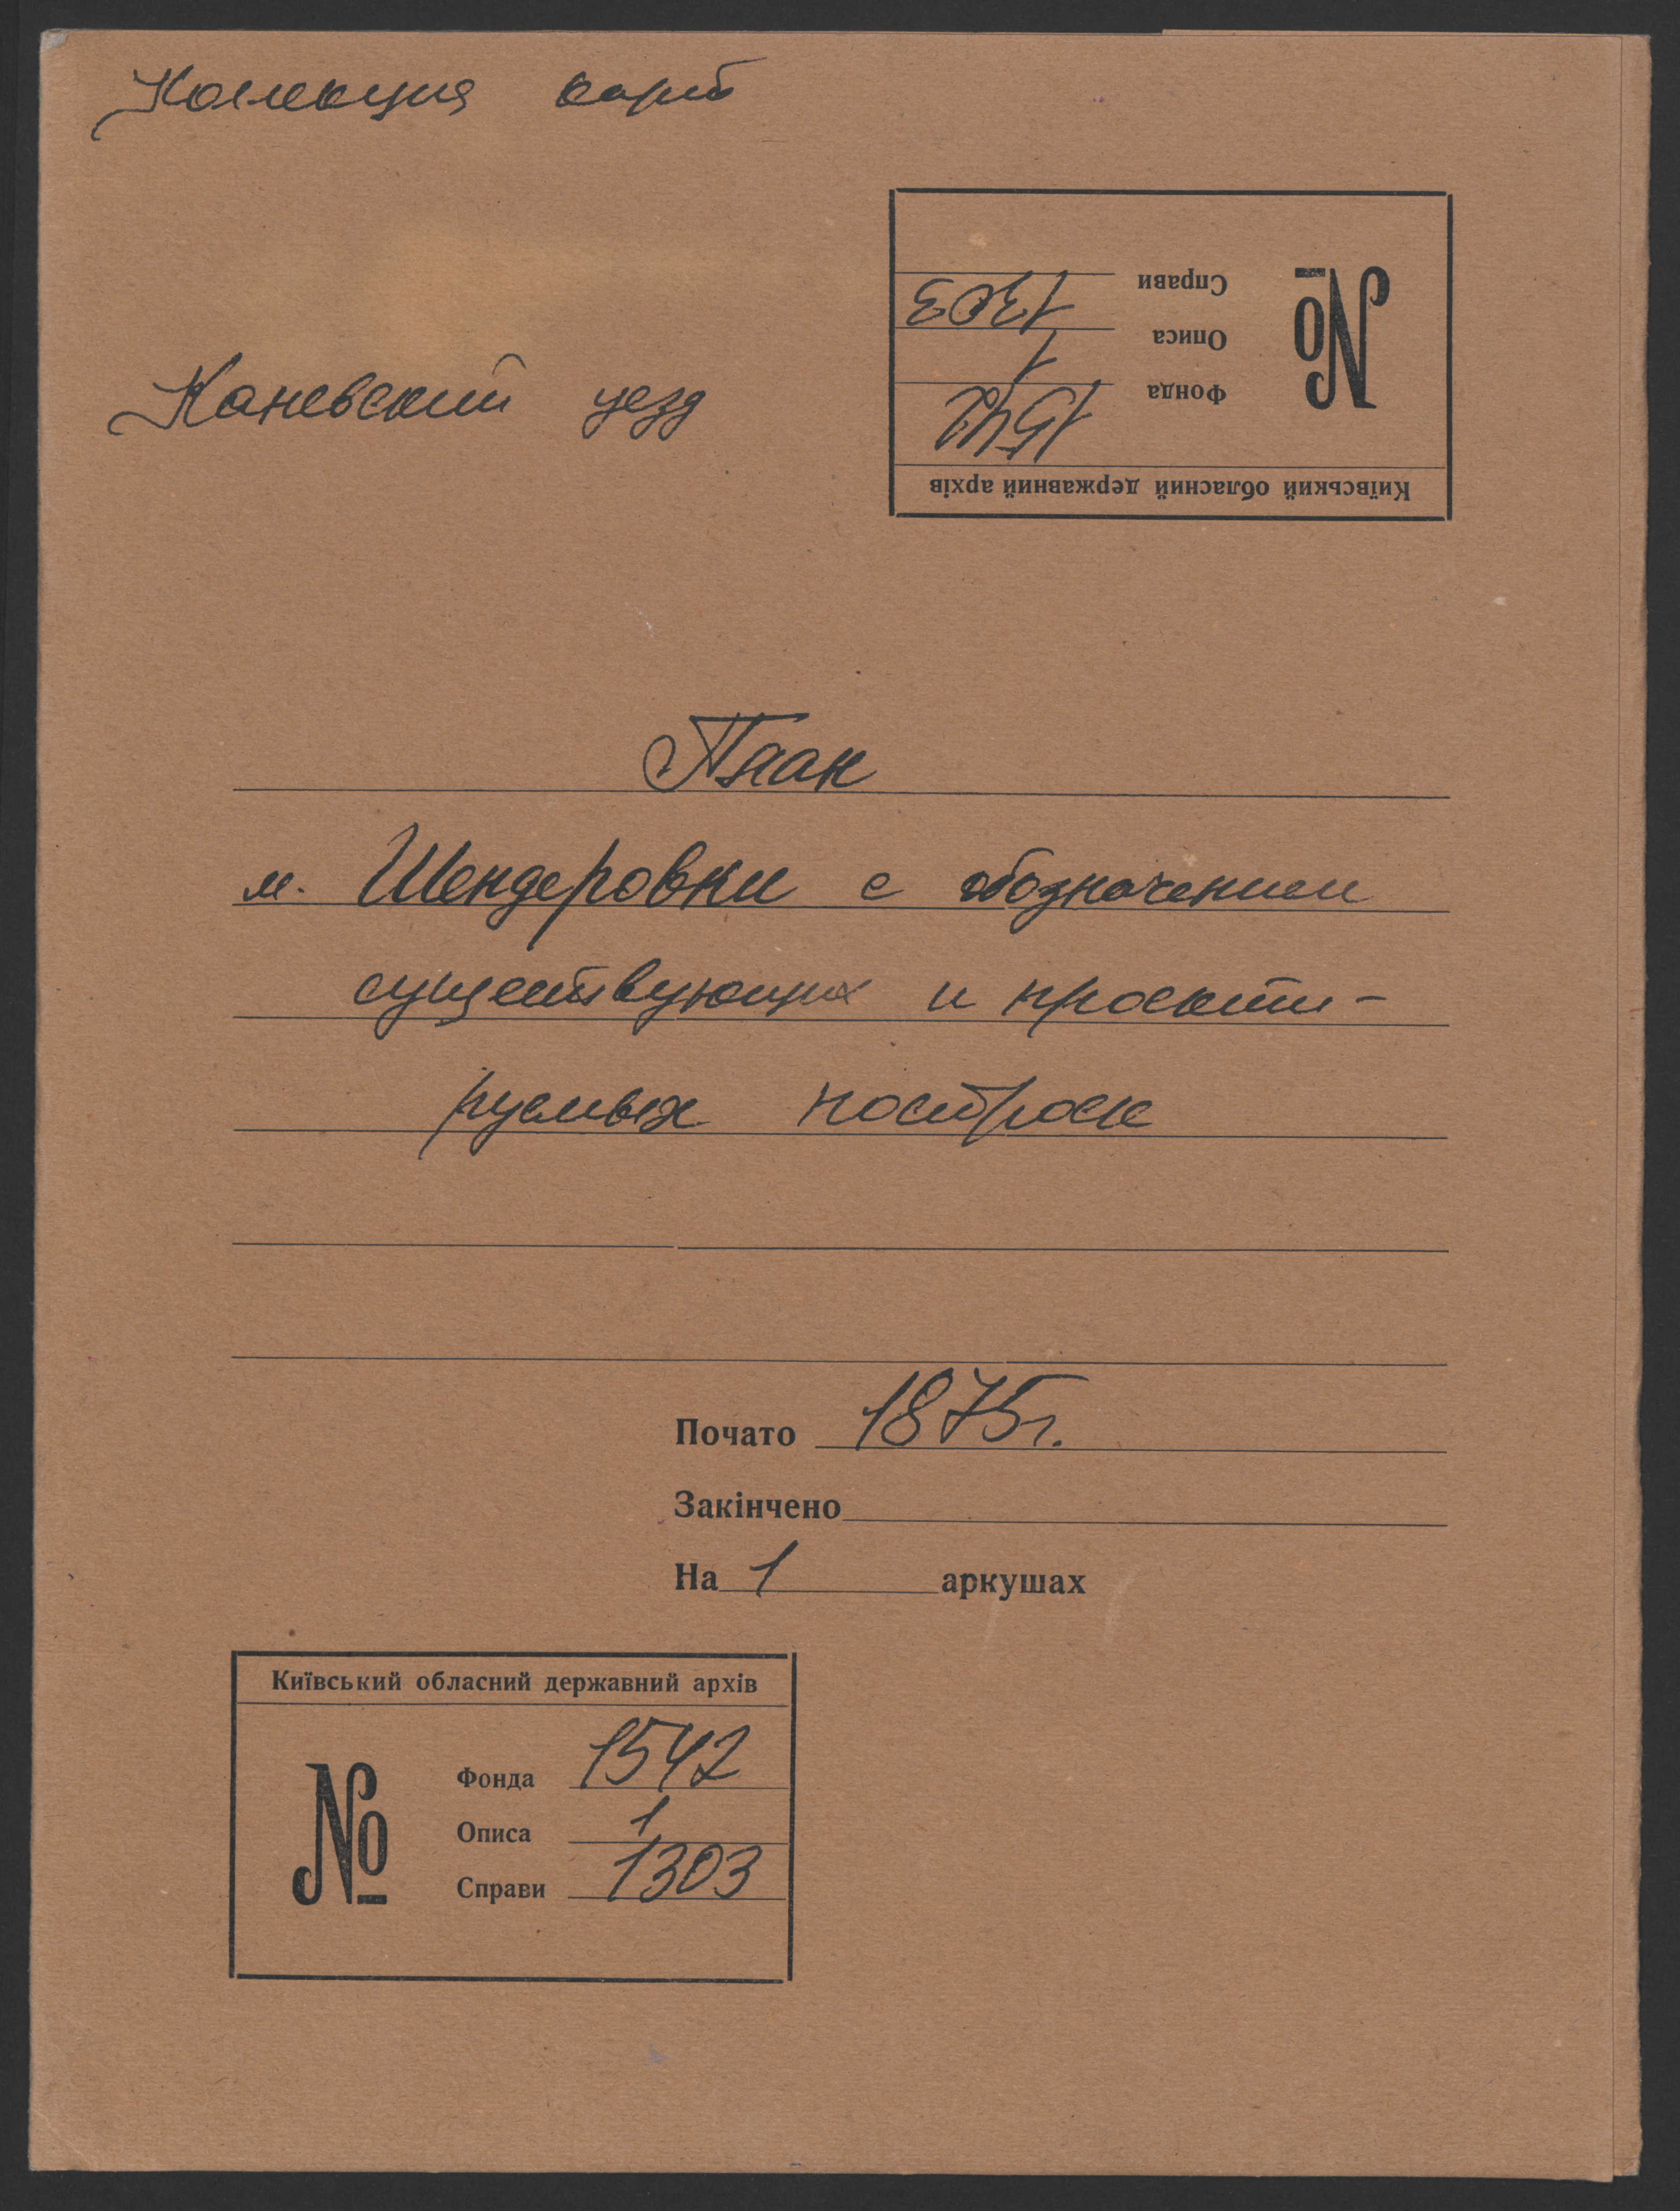 Коллекция карт
Справи 1303
Описа 1
Фонда 1542
№
Київський обласний державний архів
Каневский уезд
План
м. Шендеровки с обозначением
существующих и проекти-
руемых построек
Почато 1875г.
Закінчено
На 1 аркушах
Київський обласний державний архів
№
Фонда 1542
Описа 1
Справи 1303